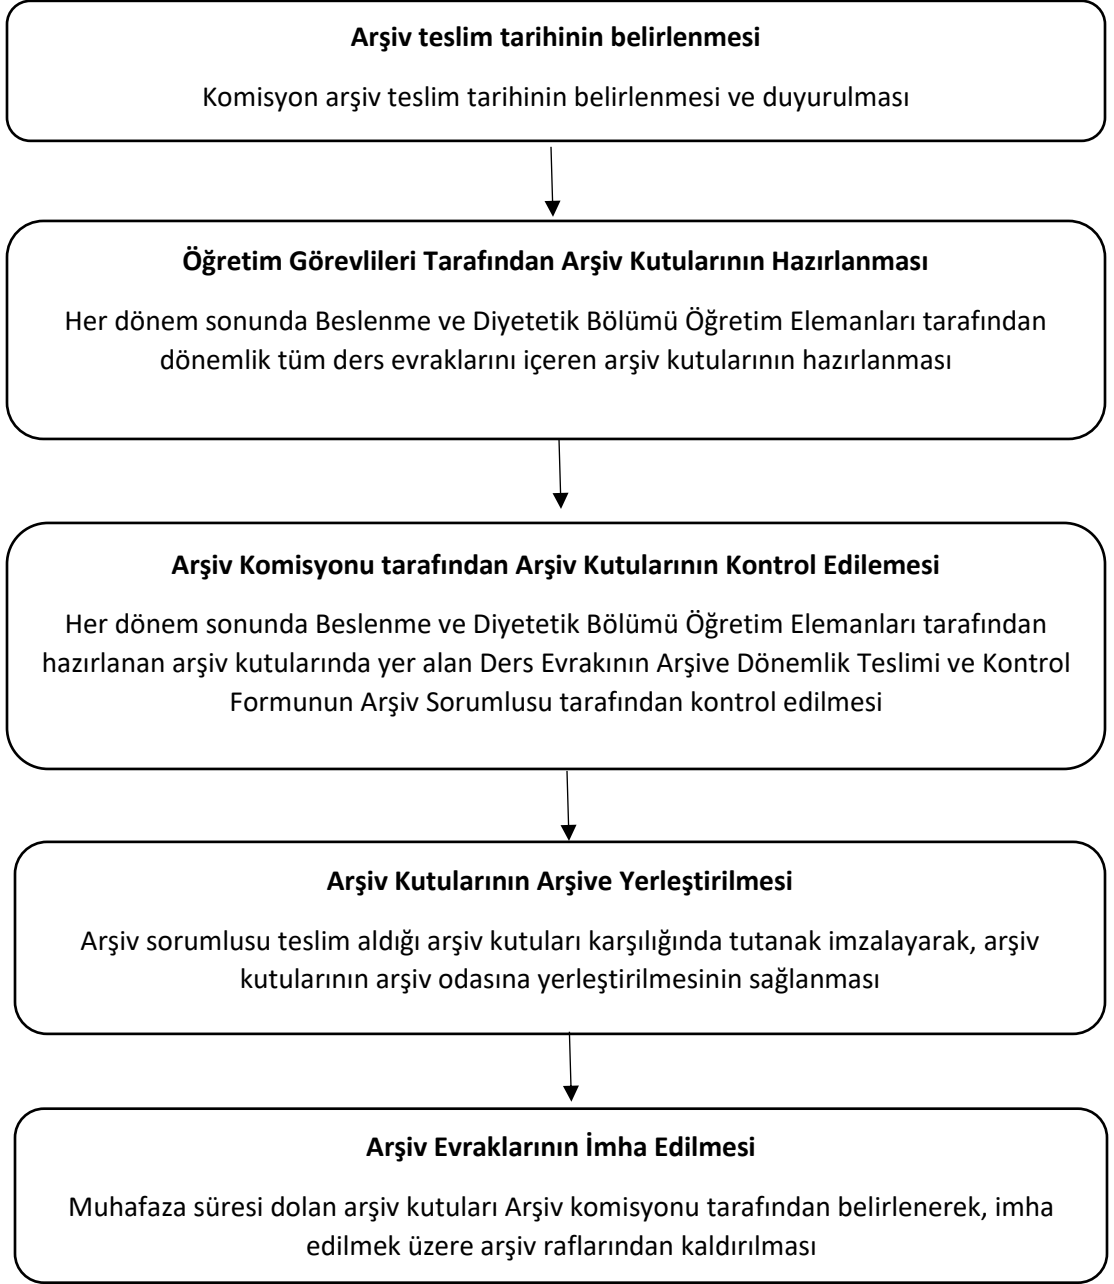 Arşiv teslim tarihinin belirlenmesi
Komisyon arşiv teslim tarihinin belirlenmesi ve duyurulması
Öğretim Görevlileri Tarafından Arşiv Kutularının Hazırlanması
Her dönem sonunda Beslenme ve Diyetetik Bölümü Öğretim Elemanları tarafından
dönemlik tüm ders evraklarını içeren arşiv kutularının hazırlanması
Arşiv Komisyonu tarafından Arşiv Kutularının Kontrol Edilemesi
Her dönem sonunda Beslenme ve Diyetetik Bölümü Öğretim Elemanları tarafından
hazırlanan arşiv kutularında yer alan Ders Evrakının Arşive Dönemlik Teslimi ve Kontrol
Formunun Arşiv Sorumlusu tarafından kontrol edilmesi
Arşiv Kutularının Arşive Yerleştirilmesi
Arşiv sorumlusu teslim aldığı arşiv kutuları karşılığında tutanak imzalayarak, arşiv
kutularının arşiv odasına yerleştirilmesinin sağlanması
Arşiv Evraklarının İmha Edilmesi
Muhafaza süresi dolan arşiv kutuları Arşiv komisyonu tarafından belirlenerek, imha
edilmek üzere arşiv raflarından kaldırılması